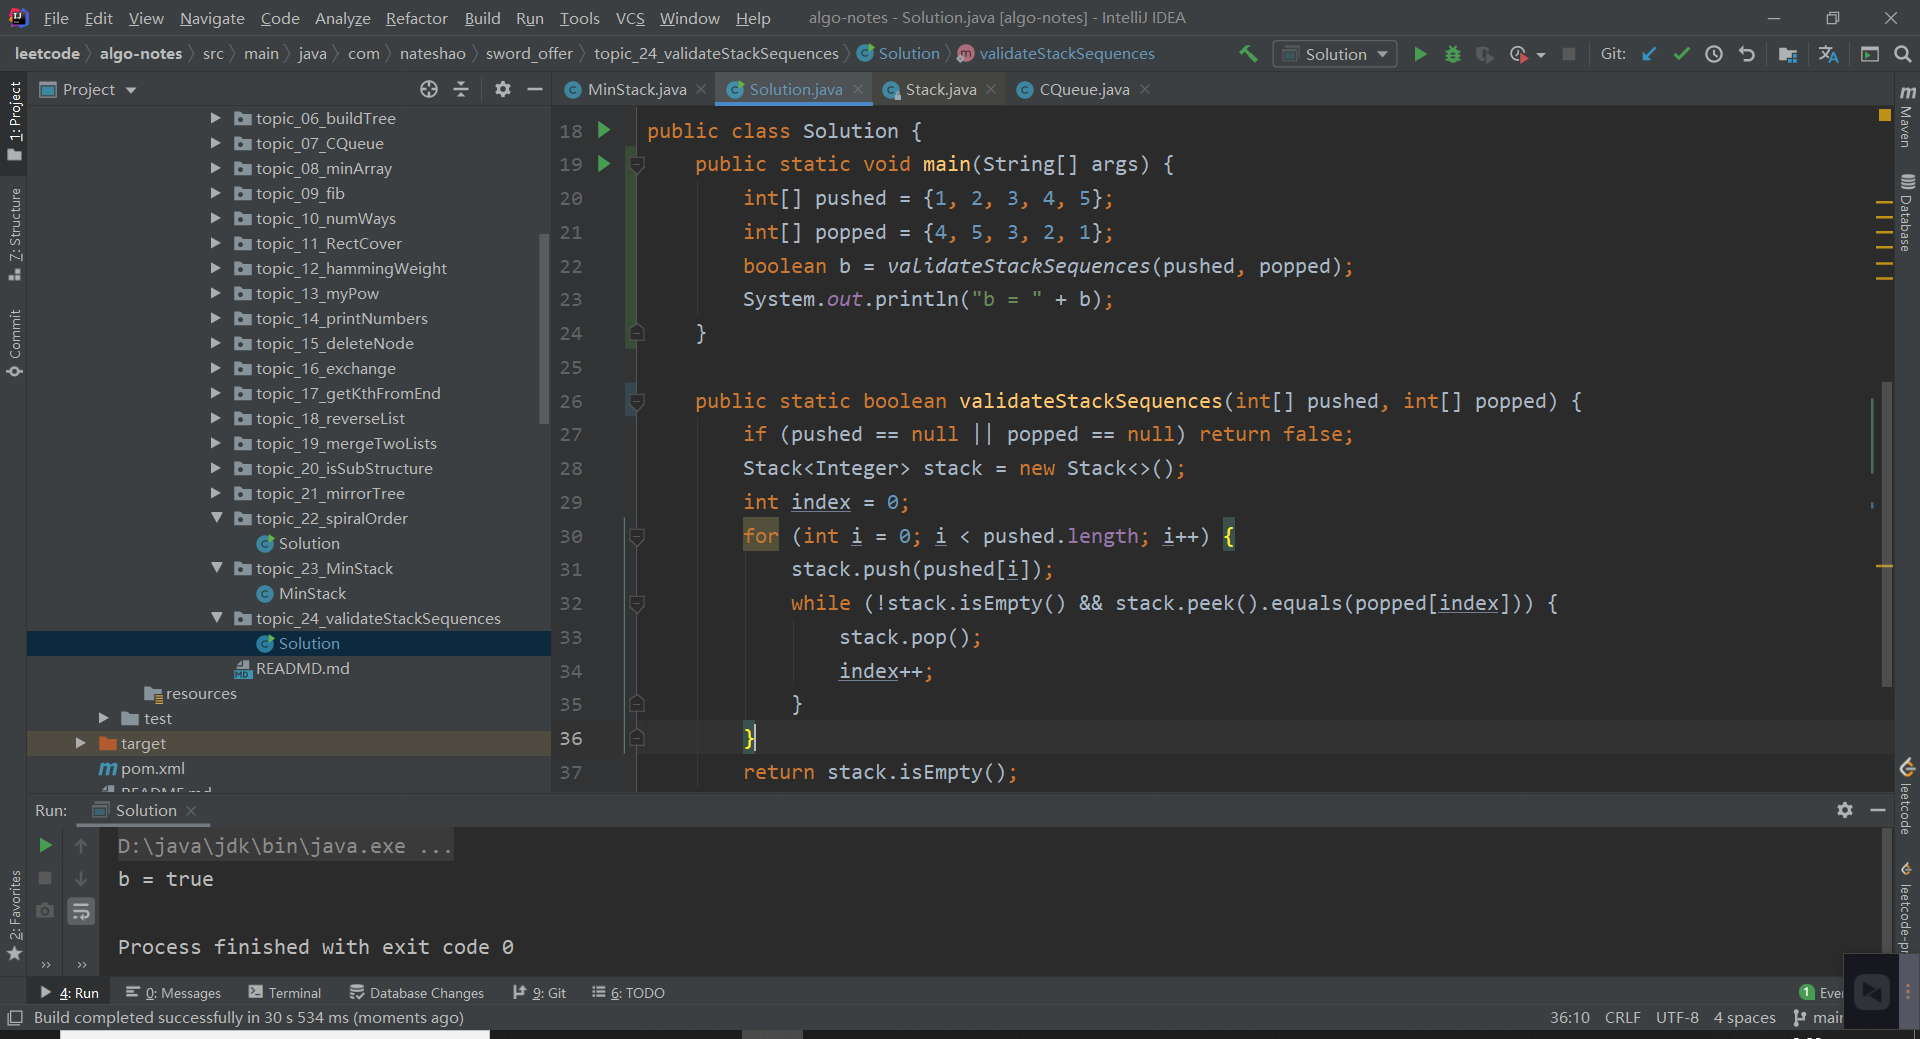 File Edit View Navigate Code Analyze Refactor Build Run Tools VCS Window Help algo-notes - Solution.java [algo-notes] - IntelliJ IDEA
leetcode algo-notes src main java com nateshao sword_offer topic_24_validateStackSequences Solution validateStackSequences Solution Git:
Project
MinStack.java Solution.java Stack.java CQueue.java
1: Project
7: Structure
Commit
2: Favorites
topic_06_buildTree
topic_07_CQueue
topic_08_minArray
topic_09_fib
topic_10_numWays
topic_11_RectCover
topic_12_hammingWeight
topic_13_myPow
topic_14_printNumbers
topic_15_deleteNode
topic_16_exchange
topic_17_getKthFromEnd
topic_18_reverseList
topic_19_mergeTwoLists
topic_20_isSubStructure
topic_21_mirrorTree
topic_22_spiralOrder
Solution
topic_23_MinStack
MinStack
topic_24_validateStackSequences
Solution
READMD.md
resources
test
target
pom.xml
18 public class Solution {
19 public static void main(String[] args) {
20 int[] pushed = {1, 2, 3, 4, 5};
21 int[] popped = {4, 5, 3, 2, 1};
22 boolean b = validateStackSequences(pushed, popped);
23 System.out.println("b = " + b);
24 }
25
26 public static boolean validateStackSequences(int[] pushed, int[] popped) {
27 if (pushed == null || popped == null) return false;
28 Stack<Integer> stack = new Stack<>();
29 int index = 0;
30 for (int i = 0; i < pushed.length; i++) {
31 stack.push(pushed[i]);
32 while (!stack.isEmpty() && stack.peek().equals(popped[index])) {
33 stack.pop();
34 index++;
35 }
36 }
37 return stack.isEmpty();
Maven
Database
leetcode
leetcode-pr
Run: Solution
D:\java\jdk\bin\java.exe ...
b = true
Process finished with exit code 0
4: Run 0: Messages Terminal Database Changes 9: Git 6: TODO 1 Eve
Build completed successfully in 30 s 534 ms (moments ago) 36:10 CRLF UTF-8 4 spaces main